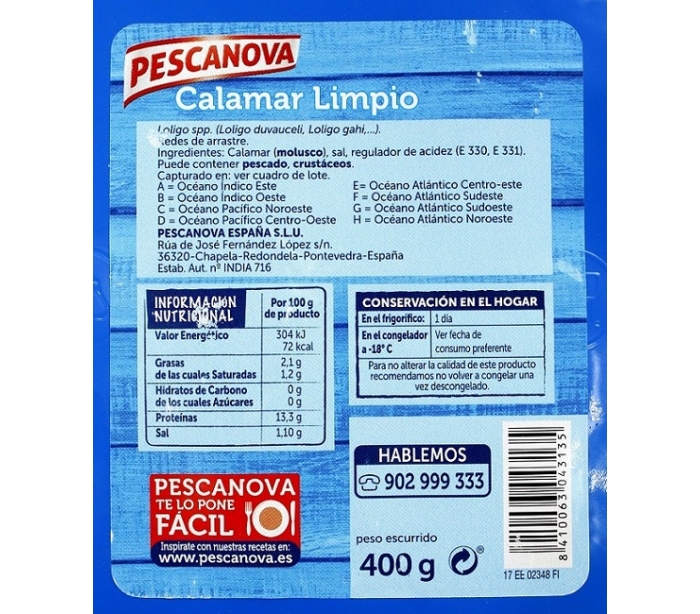 PESCANOVA
Calamar Limpio
Loligo spp. (Loligo duvauceli, Loligo gahi,...).
Redes de arrastre.
Ingredientes: Calamar (molusco), sal, regulador de acidez (E 330, E 331).
Puede contener pescado, crustáceos.
Capturado en: ver cuadro de lote.
A = Océano Índico Este
B = Océano Índico Oeste
C = Océano Pacífico Noroeste
D = Océano Pacífico Centro-Oeste
E= Océano Atlántico Centro-este
F = Océano Atlántico Sudeste
G = Océano Atlántico Sudoeste
H = Océano Atlántico Noroeste
PESCANOVA ESPAÑA S.L.U.
Rúa de José Fernández López s/n.
36320-Chapela-Redondela-Pontevedra-España
Estab. Aut. nº INDIA 716
INFORMACIÓN NUTRICIONAL
Por 100 g de producto
Valor Energético 304 kJ
72 kcal
Grasas 2,1 g
de las cuales Saturadas 1,2 g
Hidratos de Carbono 0 g
de los cuales Azúcares 0 g
Proteínas 13,3 g
Sal 1,10 g
CONSERVACIÓN EN EL HOGAR
En el frigorífico: 1 día
En el congelador Ver fecha de
a -18° C consumo preferente
Para no alterar la calidad de este producto
recomendamos no volver a congelar una
vez descongelado.
HABLEMOS
902 999 333
PESCANOVA
TE LO PONE
FÁCIL
Inspírate con nuestras recetas en:
www.pescanova.es
peso escurrido
400 g
8 410063 043135
17 EE 02348 FI